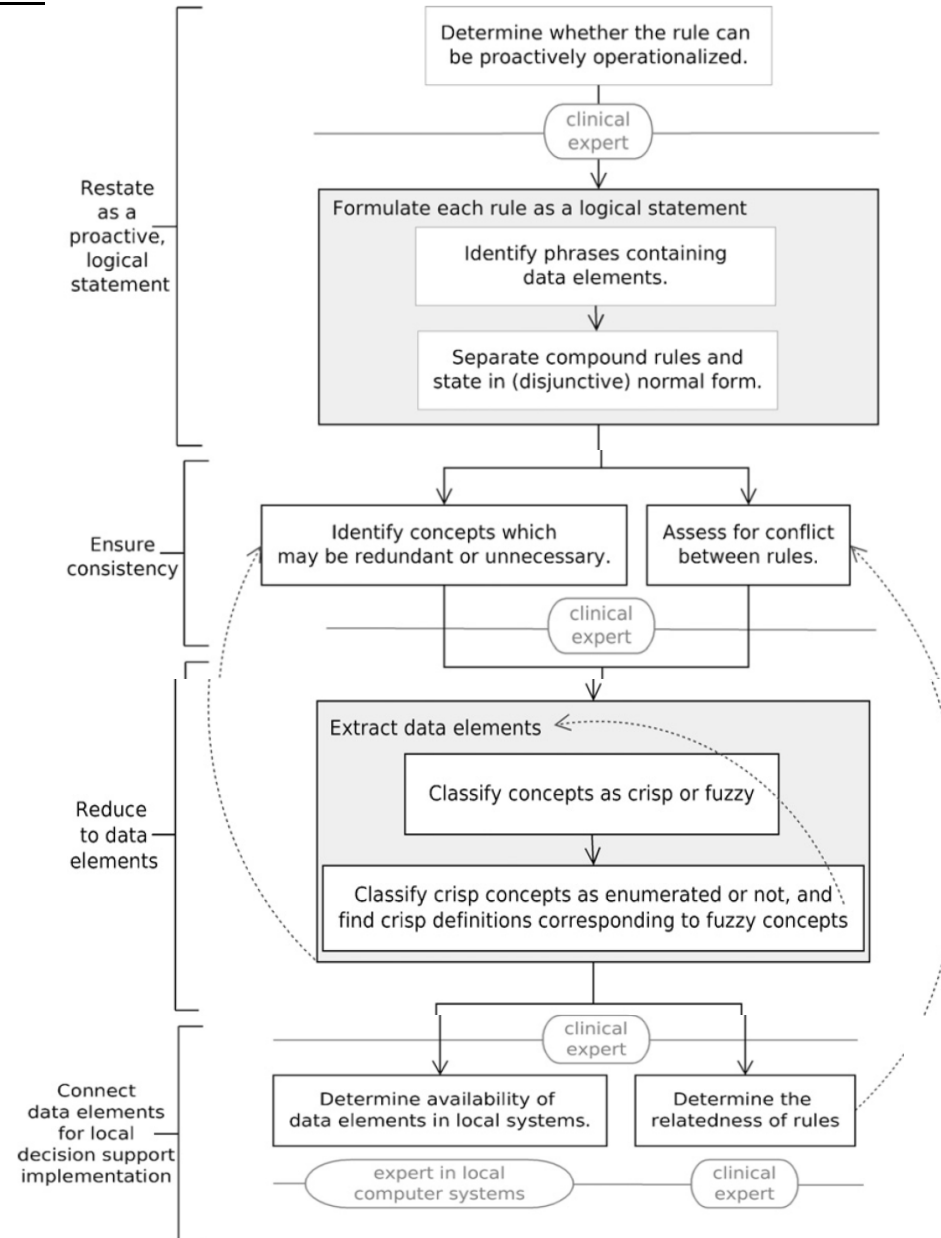 Determine whether the rule can
be proactively operationalized.
clinical
expert
Restate
as a
proactive,
logical
statement
Formulate each rule as a logical statement
Identify phrases containing
data elements.
Separate compound rules and
state in (disjunctive) normal form.
Ensure
consistency
Identify concepts which
may be redundant or unnecessary.
Assess for conflict
between rules.
clinical
expert
Reduce
to data
elements
Extract data elements
Classify concepts as crisp or fuzzy
Classify crisp concepts as enumerated or not, and
find crisp definitions corresponding to fuzzy concepts
clinical
expert
Connect
data elements
for local
decision support
implementation
Determine availability of
data elements in local systems.
Determine the
relatedness of rules
expert in local
computer systems
clinical
expert